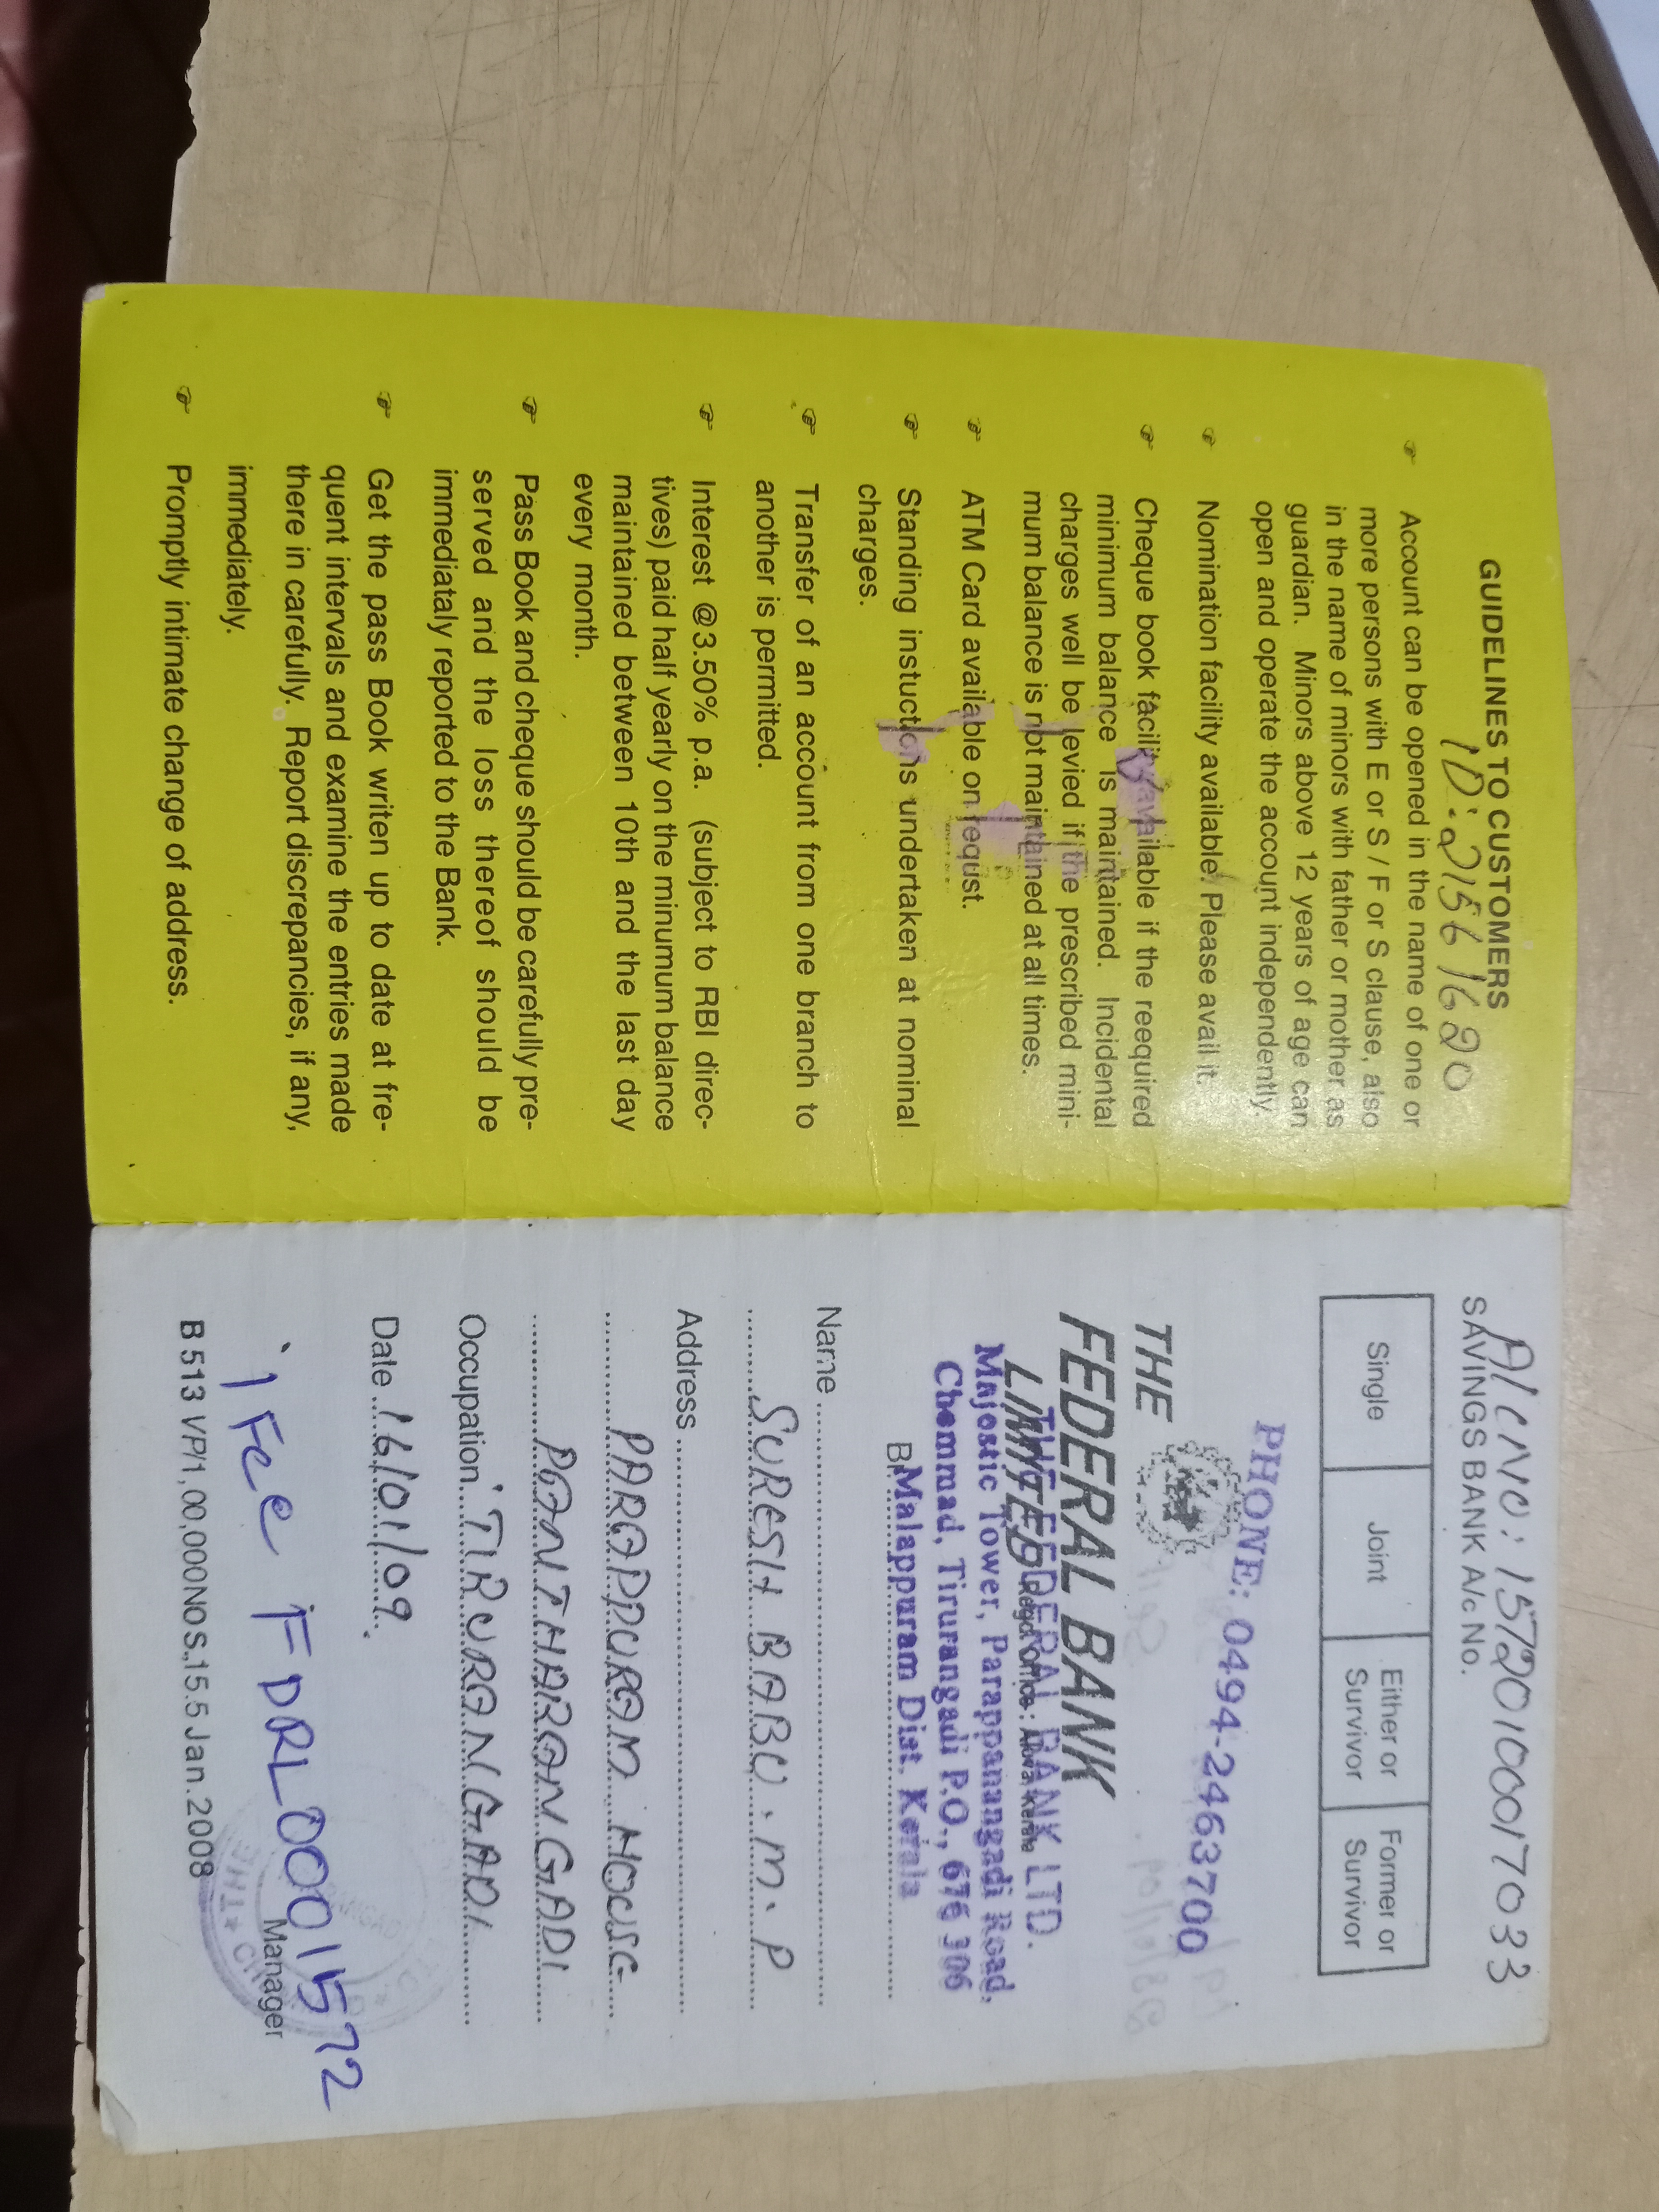 GUIDELINES TO CUSTOMERS
ID: 21561620
Account can be opened in the name of one or
more persons with E or S / F or S clause, also
in the name of minors with father or mother as
guardian. Minors above 12 years of age can
open and operate the account independently.
Nomination facility available. Please avail it.
Cheque book facility available if the reequired
minimum balance is maintained. Incidental
charges well be levied if the prescribed mini-
mum balance is not maintained at all times.
ATM Card available on requst.
Standing instuctions undertaken at nominal
charges.
Transfer of an account from one branch to
another is permitted.
Interest @3.50% p.a. (subject to RBI direc-
tives) paid half yearly on the minumum balance
maintained between 10th and the last day
every month.
Pass Book and cheque should be carefully pre-
served and the loss thereof should be
immediataly reported to the Bank.
Get the pass Book writen up to date at fre-
quent intervals and examine the entries made
there in carefully. Report discrepancies, if any,
immediately.
Promptly intimate change of address.
A/c NO: 15720100017033
SAVINGS BANK A/c No.
Single Joint Either or Survivor Former or Survivor
PHONE: 0494-2463700
THE
FEDERAL BANK
LIMITED Regd. Office: Alwaye, Kerala
THE FEDERAL BANK LTD.
Majestic Tower, Parappanangadi Road,
Chemmad, Tirurangadi P.O., 676 306
Malappuram Dist. Kerala
Name
SURESH BABU . M . P
Address
PARAPPURAM HOUSE
PANTHARANGADI
Occupation TIRURANGADI
Date 16/01/09.
Manager
iFce FDRL0001572
B 513 VP/1,00,000NOS.,15.5 Jan.2008